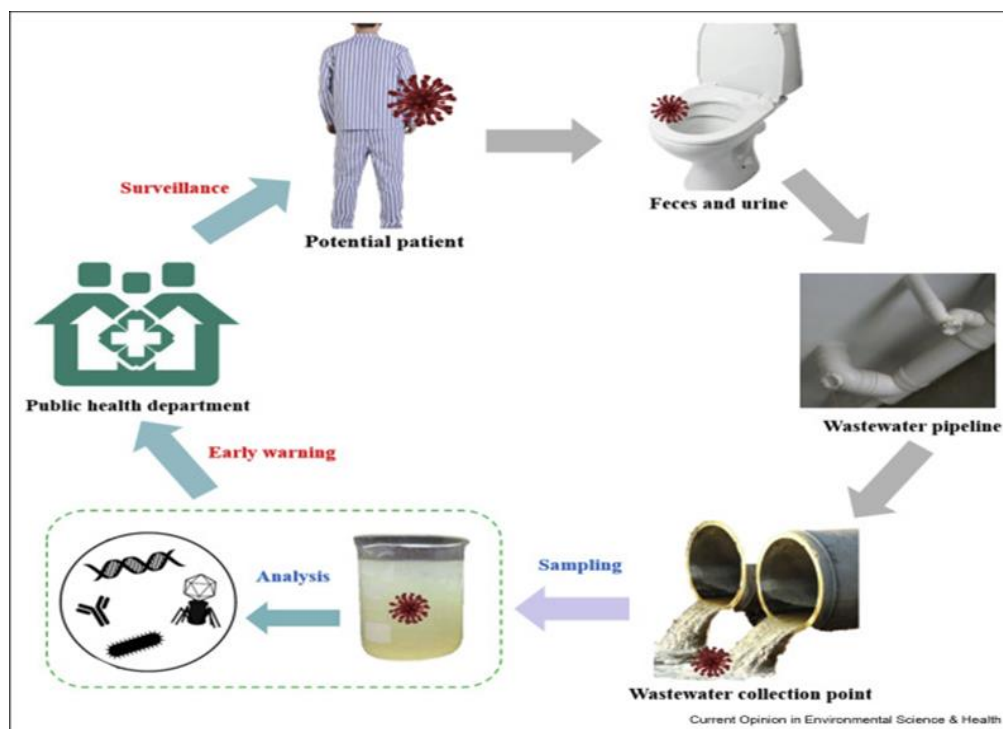 Surveillance
Potential patient
Feces and urine
Public health department
Wastewater pipeline
Early warning
Analysis
Sampling
Wastewater collection point
Current Opinion in Environmental Science & Health